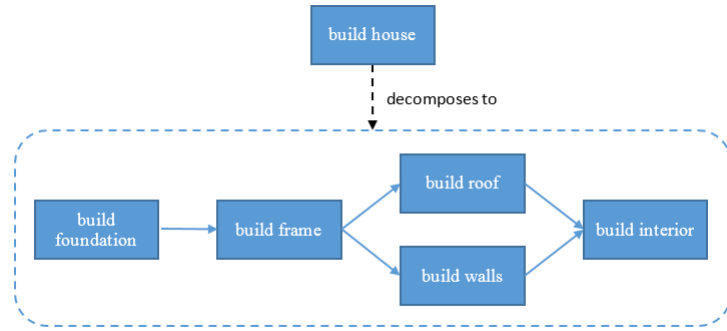 build house
decomposes to
build roof
build
foundation
build frame
build interior
build walls